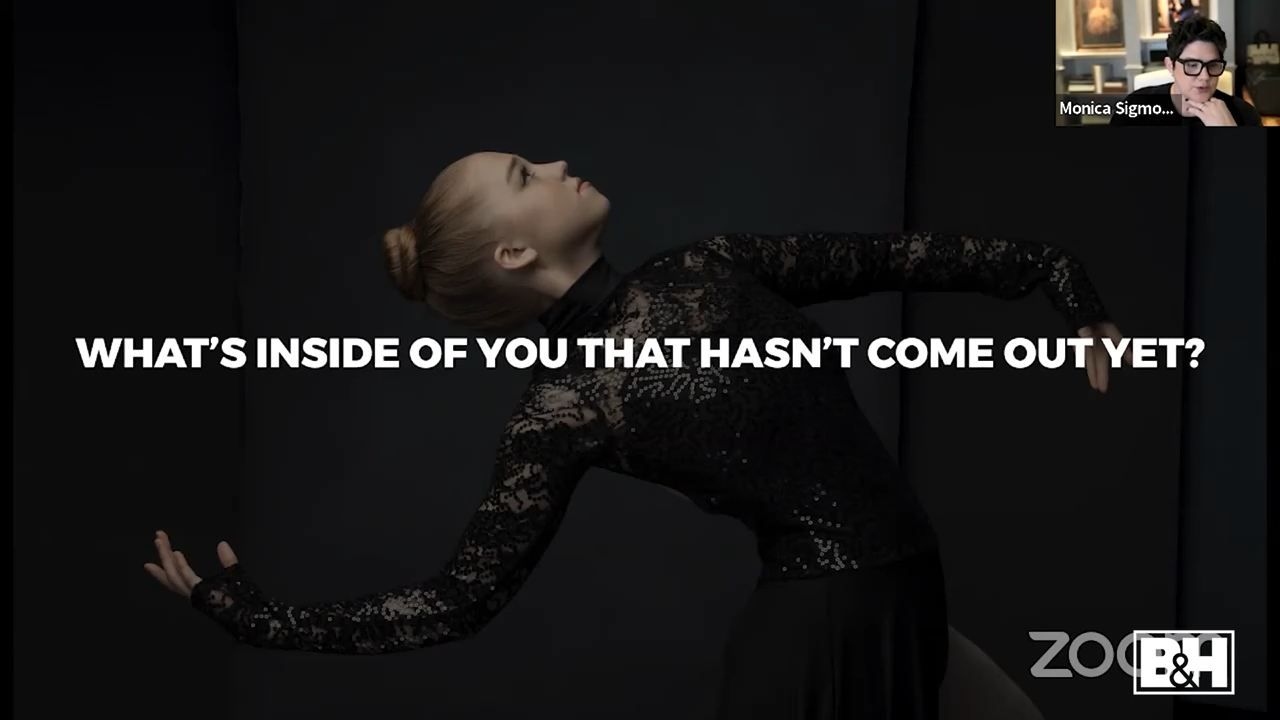 Monica Sigmo...
WHAT'S INSIDE OF YOU THAT HASN'T COME OUT YET?
zoom
B&H